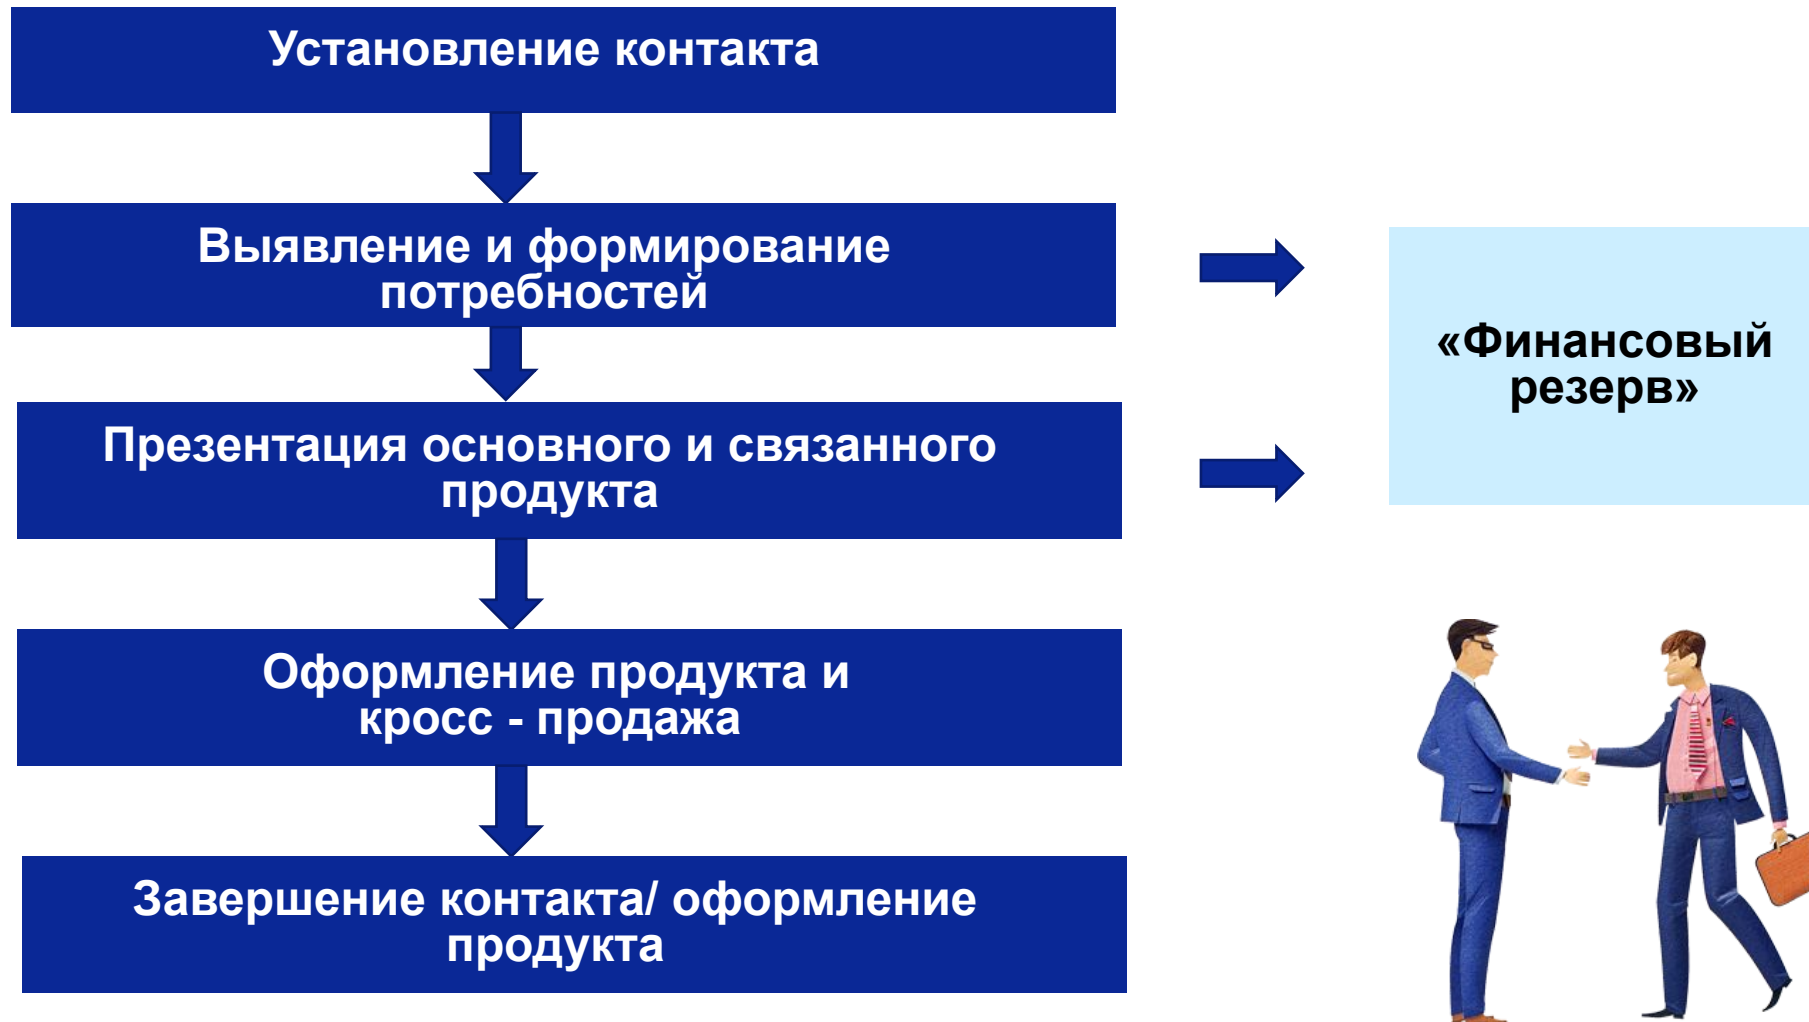 Установление контакта
Выявление и формирование
потребностей
«Финансовый
резерв»
Презентация основного и связанного
продукта
Оформление продукта и
кросс - продажа
Завершение контакта/ оформление
продукта